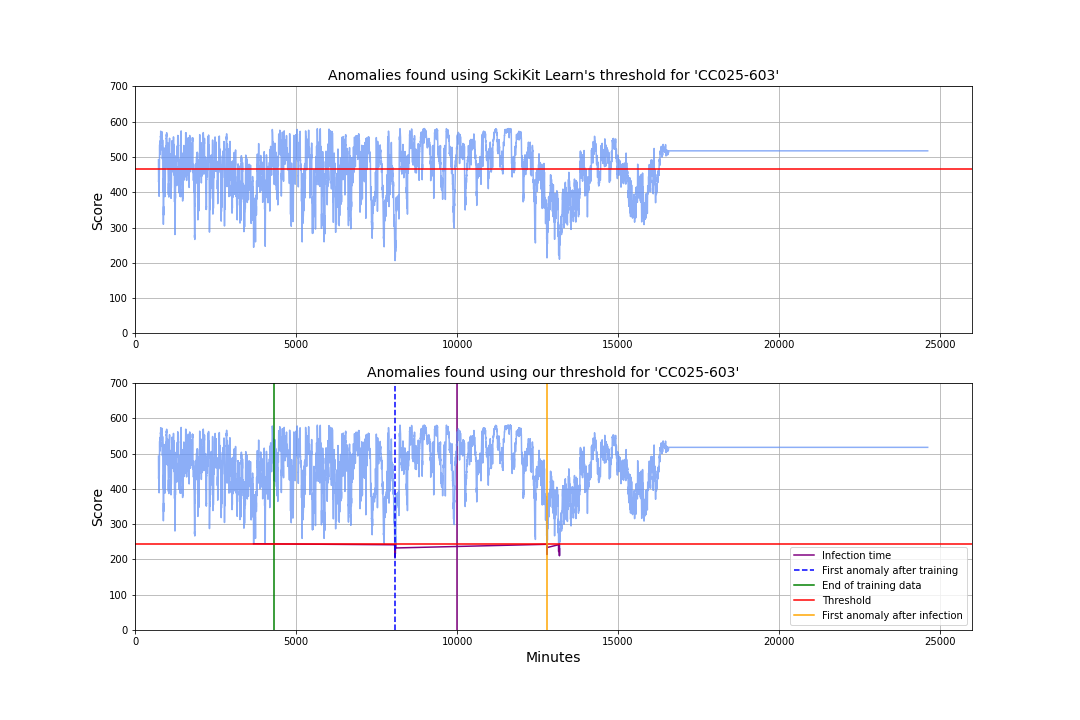 Anomalies found using SckiKit Learn's threshold for 'CC025-603'
700
600
500
400
300
200
100
0
Score
0 5000 10000 15000 20000 25000
Anomalies found using our threshold for 'CC025-603'
700
600
500
400
300
200
100
0
Score
Infection time
First anomaly after training
End of training data
Threshold
First anomaly after infection
0 5000 10000 15000 20000 25000
Minutes